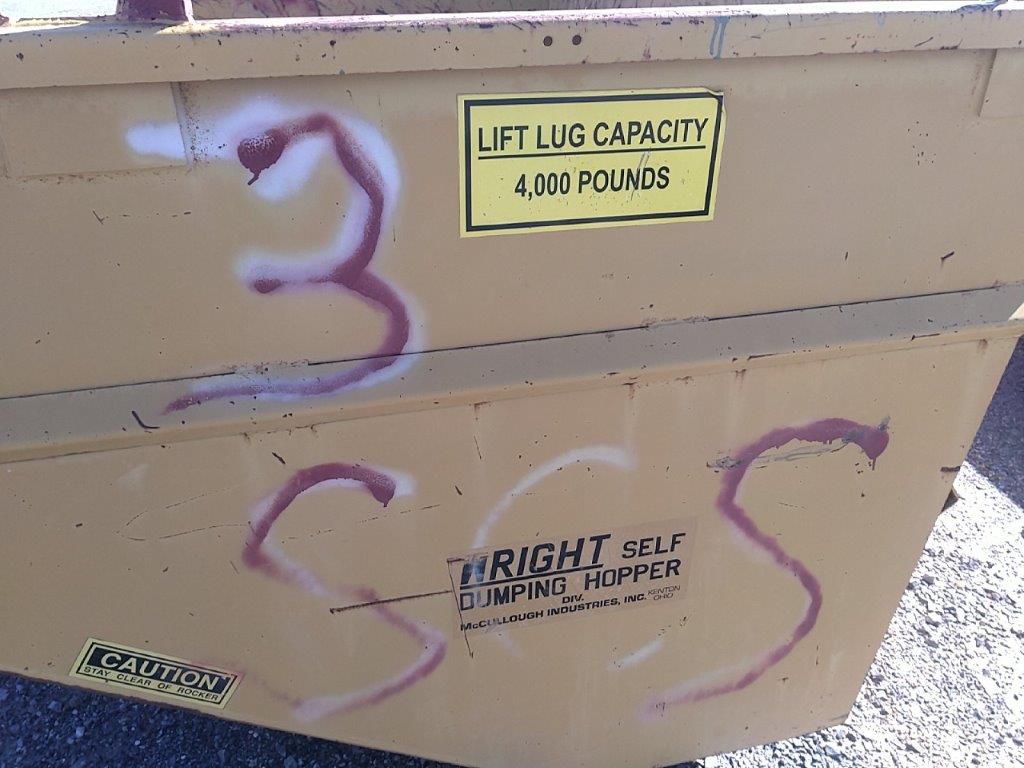 3
LIFT LUG CAPACITY
4,000 POUNDS
SCS
WRIGHT SELF
DUMPING HOPPER
DIV.
McCULLOUGH INDUSTRIES, INC. KENTON
OHIO
CAUTION
STAY CLEAR OF ROCKER